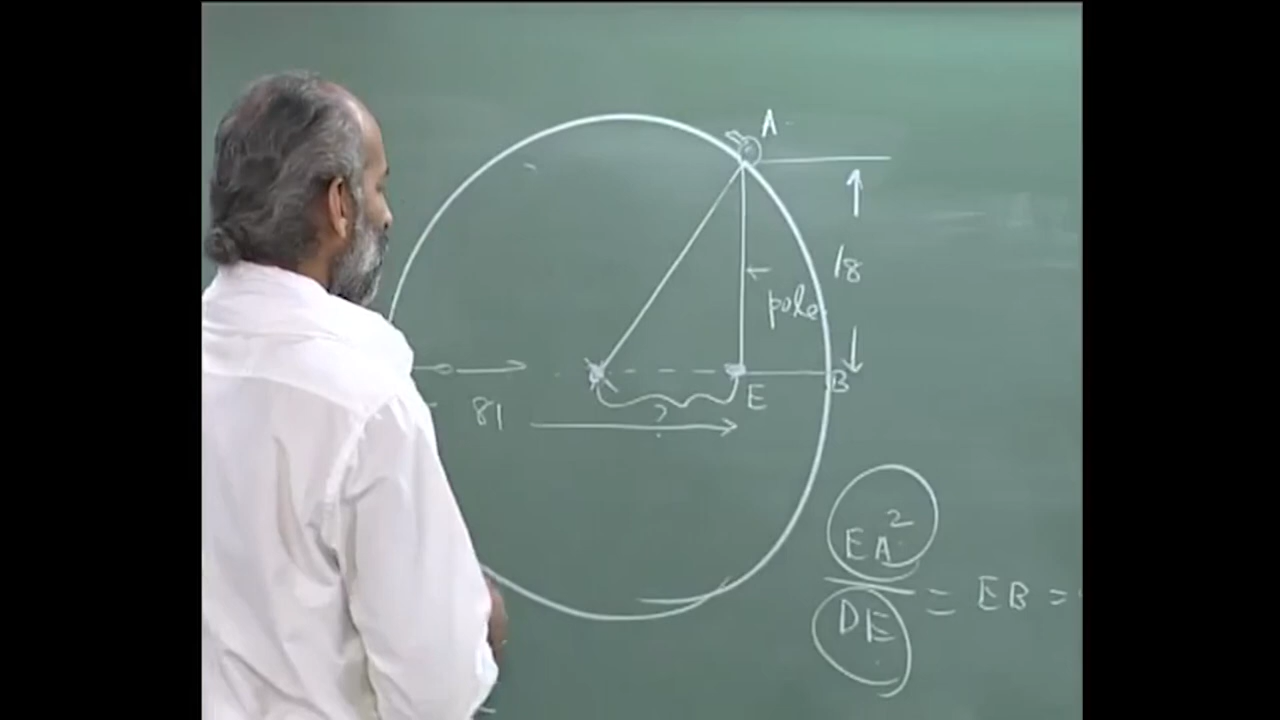 A
18
pole
B
E
81
?
EA²
DE
= EB =